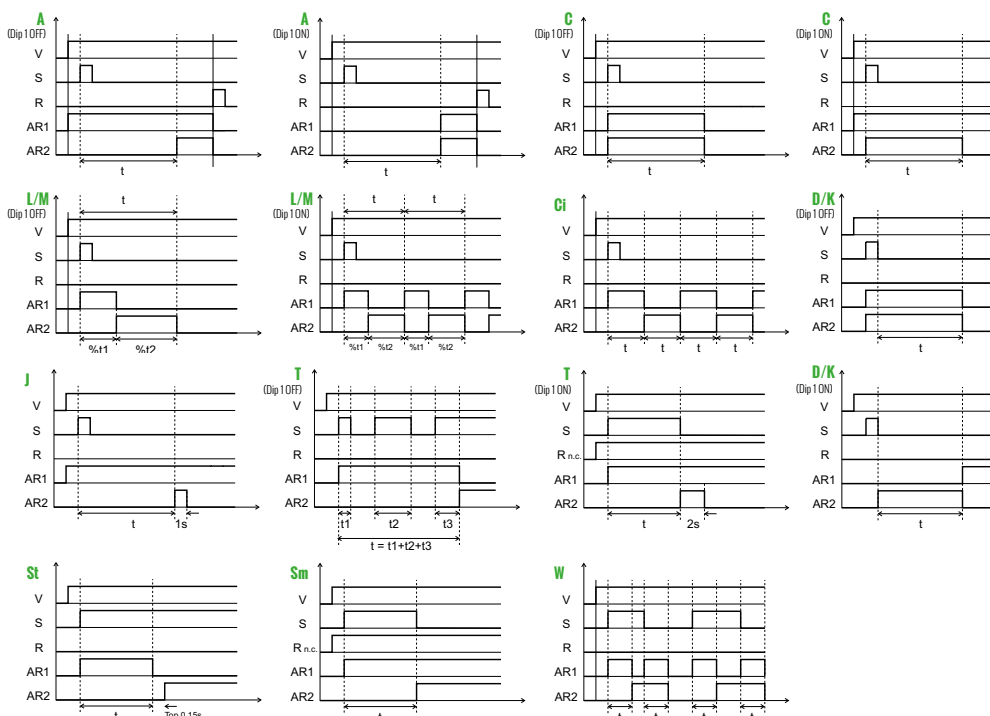 A
(Dip 1 OFF)
V
S
R
AR1
AR2
t
A
(Dip 1 ON)
V
S
R
AR1
AR2
t
C
(Dip 1 OFF)
V
S
R
AR1
AR2
t
C
(Dip 1 ON)
V
S
R
AR1
AR2
t
L/M
(Dip 1 OFF)
t
V
S
R
AR1
AR2
%t1 %t2
L/M
(Dip 1 ON)
t t
V
S
R
AR1
AR2
%t1 %t2 %t1 %t2
Ci
V
S
R
AR1
AR2
t t t t
D/K
(Dip 1 OFF)
V
S
R
AR1
AR2
t
J
V
S
R
AR1
AR2
t 1s
T
(Dip 1 OFF)
V
S
R
AR1
AR2
t1 t2 t3
t = t1+t2+t3
T
(Dip 1 ON)
V
S
R n.c.
AR1
AR2
t 2s
D/K
(Dip 1 ON)
V
S
R
AR1
AR2
t
St
V
S
R
AR1
AR2
t Top 0,15s
Sm
V
S
R n.c.
AR1
AR2
t
W
V
S
R
AR1
AR2
t t t t